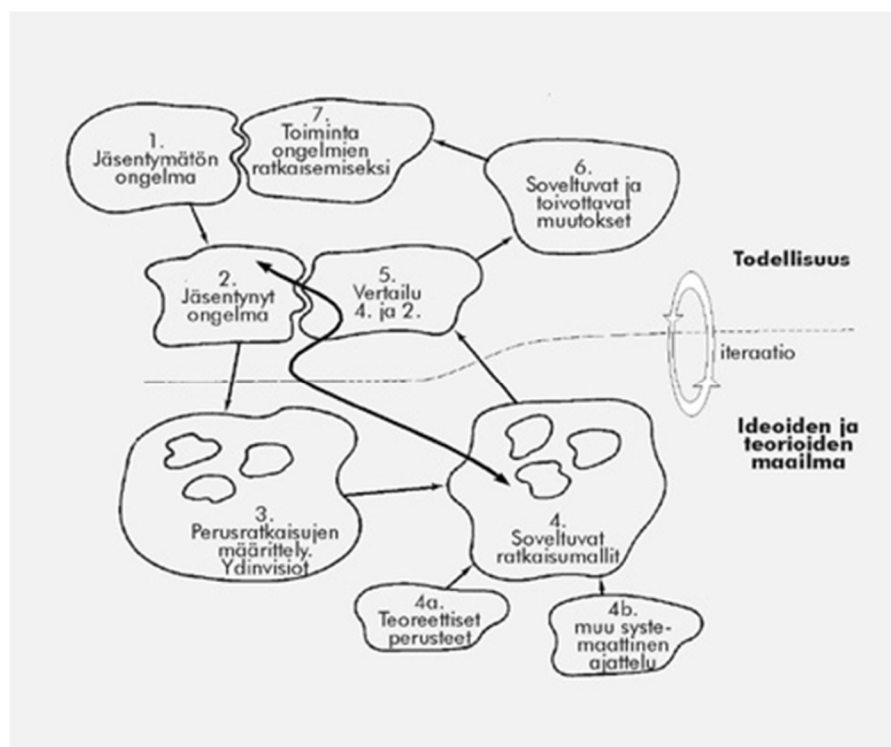 1.
Jäsentymätön
ongelma
7.
Toiminta
ongelmien
ratkaisemiseksi
6.
Soveltuvat ja
toivottavat
muutokset
2.
Jäsentynyt
ongelma
5.
Vertailu
4. ja 2.
Todellisuus
iteraatio
Ideoiden ja
teorioiden
maailma
3.
Perusratkaisujen
määrittely.
Ydinvisiot
4.
Soveltuvat
ratkaisumallit
4a.
Teoreettiset
perusteet
4b.
muu syste-
maattinen
ajattelu